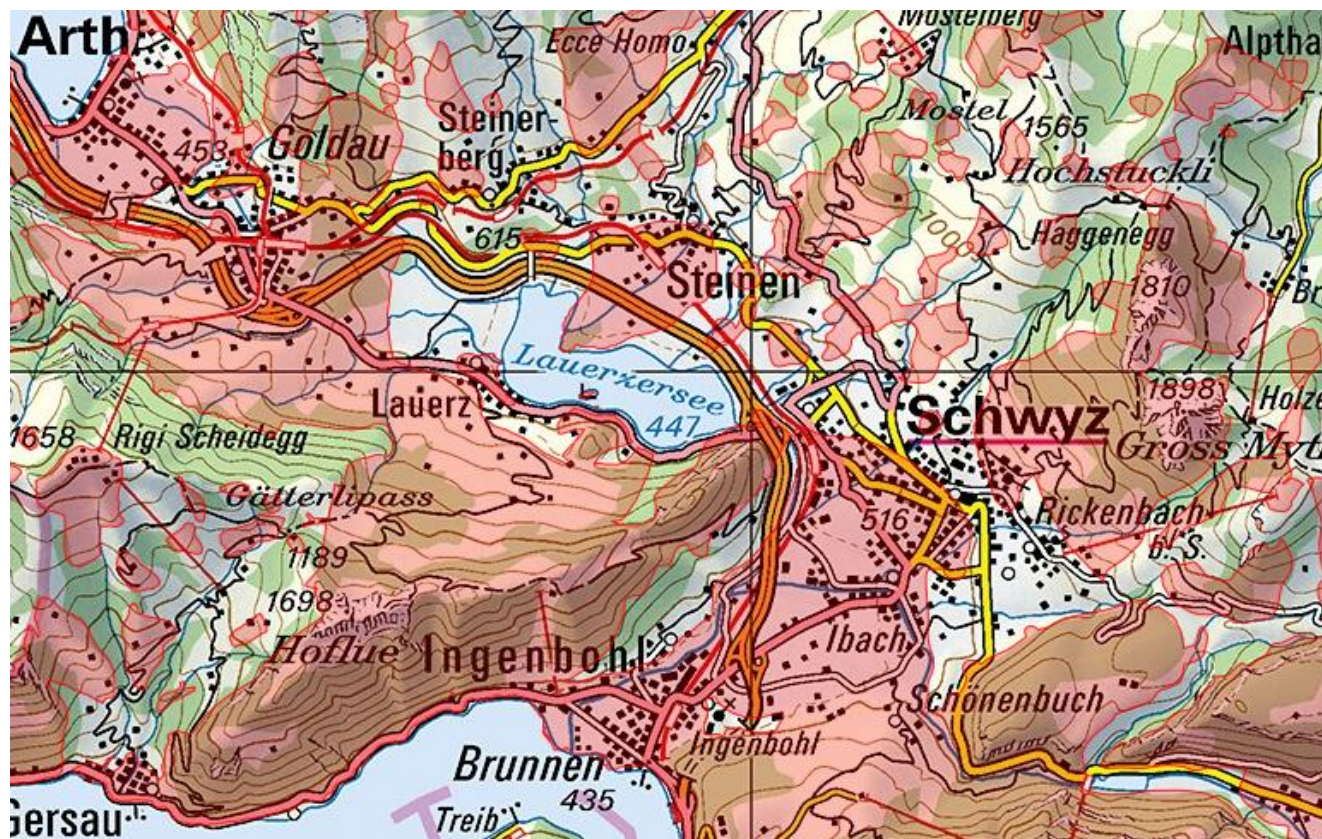 Arth
Ecce Homo
Mostelberg
Alptha
Steiner-
berg
Mostel
1565
453
Goldau
Hochstuckli
615
1000
Haggenegg
Steinen
1810
Br
Lauerzersee
447
1898
Holze
Lauerz
Schwyz
1658
Rigi Scheidegg
Gross Myt
Gätterlipass
516
Rickenbach
b. S.
1189
1698
Hoflue
Ingenbohl
Ibach
Schönenbuch
Ingenbohl
Brunnen
435
Gersau
Treib